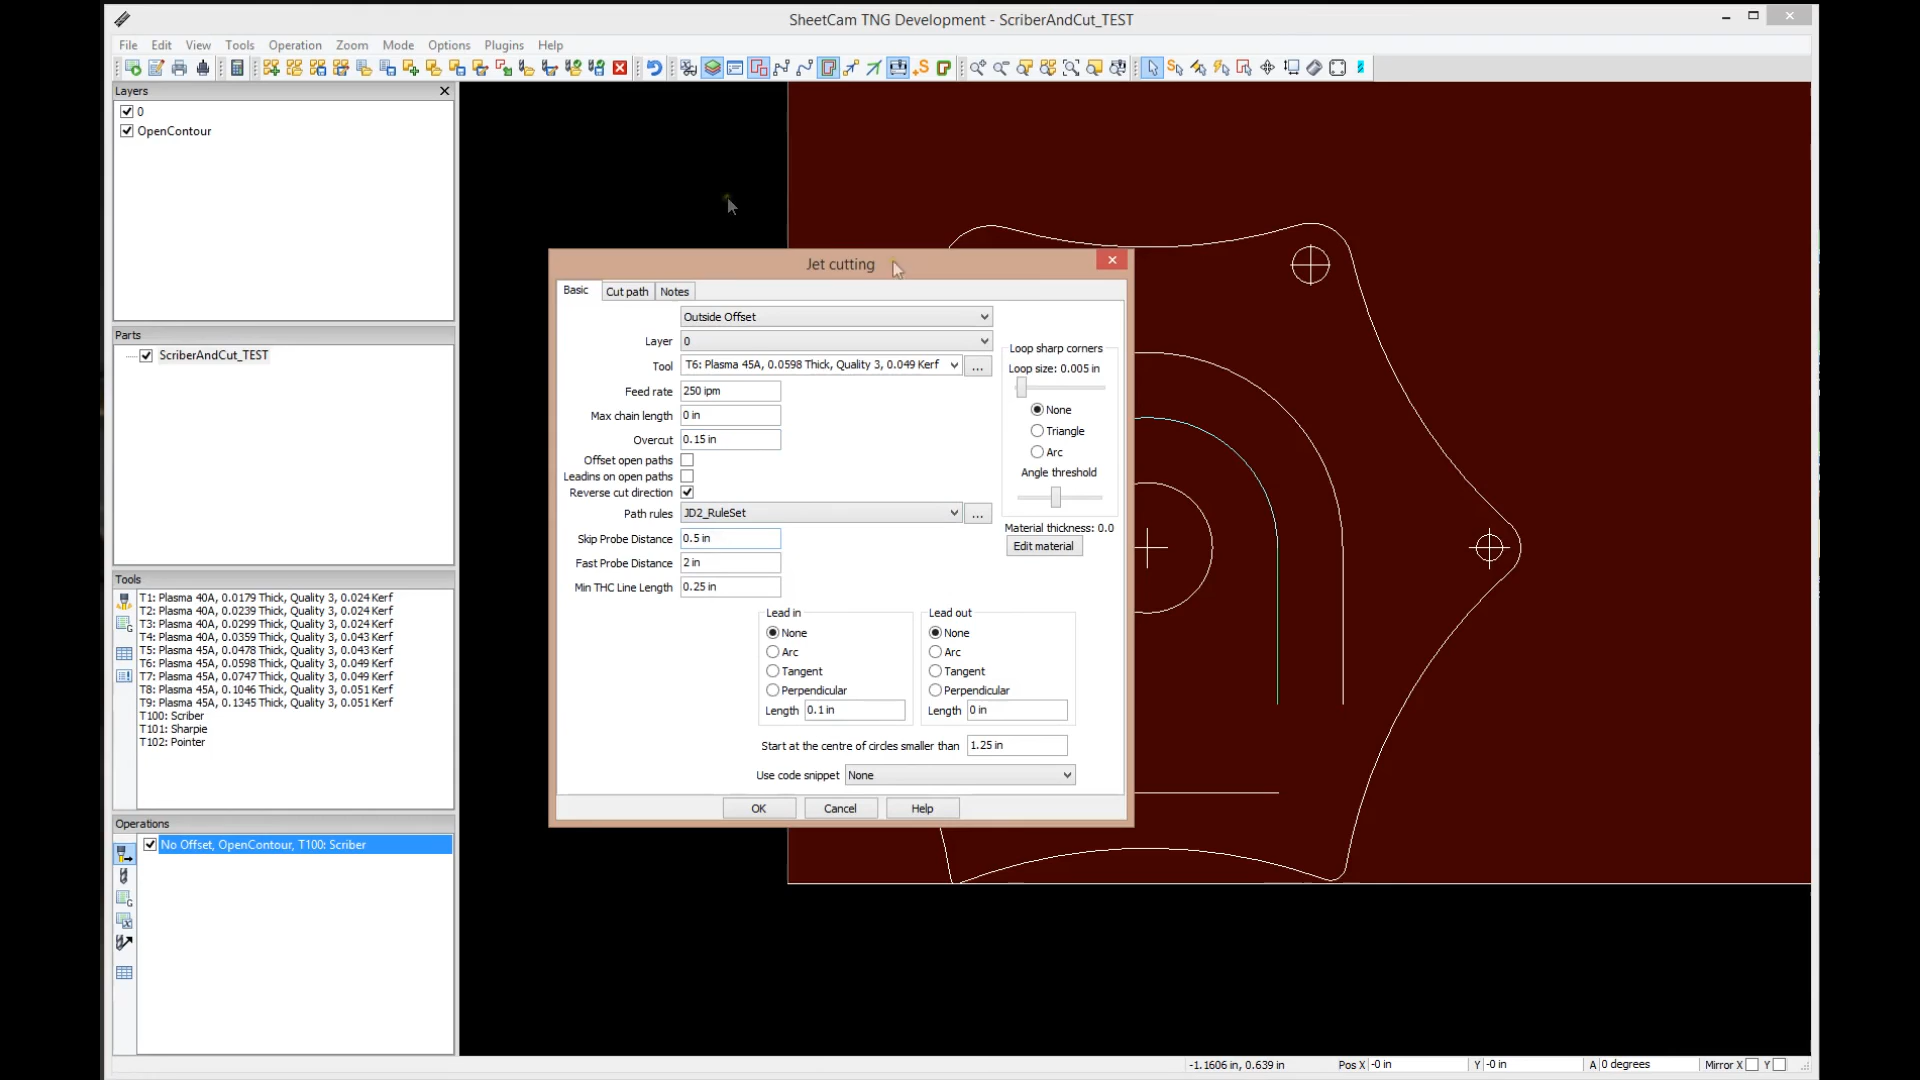 SheetCam TNG Development - ScriberAndCut_TEST
File Edit View Tools Operation Zoom Mode Options Plugins Help
Layers
0
OpenContour
Parts
ScriberAndCut_TEST
Tools
T1: Plasma 40A, 0.0179 Thick, Quality 3, 0.024 Kerf
T2: Plasma 40A, 0.0239 Thick, Quality 3, 0.024 Kerf
T3: Plasma 40A, 0.0299 Thick, Quality 3, 0.024 Kerf
T4: Plasma 40A, 0.0359 Thick, Quality 3, 0.043 Kerf
T5: Plasma 45A, 0.0478 Thick, Quality 3, 0.043 Kerf
T6: Plasma 45A, 0.0598 Thick, Quality 3, 0.049 Kerf
T7: Plasma 45A, 0.0747 Thick, Quality 3, 0.049 Kerf
T8: Plasma 45A, 0.1046 Thick, Quality 3, 0.051 Kerf
T9: Plasma 45A, 0.1345 Thick, Quality 3, 0.051 Kerf
T100: Scriber
T101: Sharpie
T102: Pointer
Operations
No Offset, OpenContour, T100: Scriber
Jet cutting
Basic Cut path Notes
Outside Offset
Layer 0
Tool T6: Plasma 45A, 0.0598 Thick, Quality 3, 0.049 Kerf ...
Feed rate 250 ipm
Max chain length 0 in
Overcut 0.15 in
Offset open paths
Leadins on open paths
Reverse cut direction
Path rules JD2_RuleSet ...
Skip Probe Distance 0.5 in
Fast Probe Distance 2 in
Min THC Line Length 0.25 in
Loop sharp corners
Loop size: 0.005 in
None
Triangle
Arc
Angle threshold
Material thickness: 0.0
Edit material
Lead in
None
Arc
Tangent
Perpendicular
Length 0.1 in
Lead out
None
Arc
Tangent
Perpendicular
Length 0 in
Start at the centre of circles smaller than 1.25 in
Use code snippet None
OK Cancel Help
-1.1606 in, 0.639 in Pos X -0 in Y -0 in A 0 degrees Mirror X Y